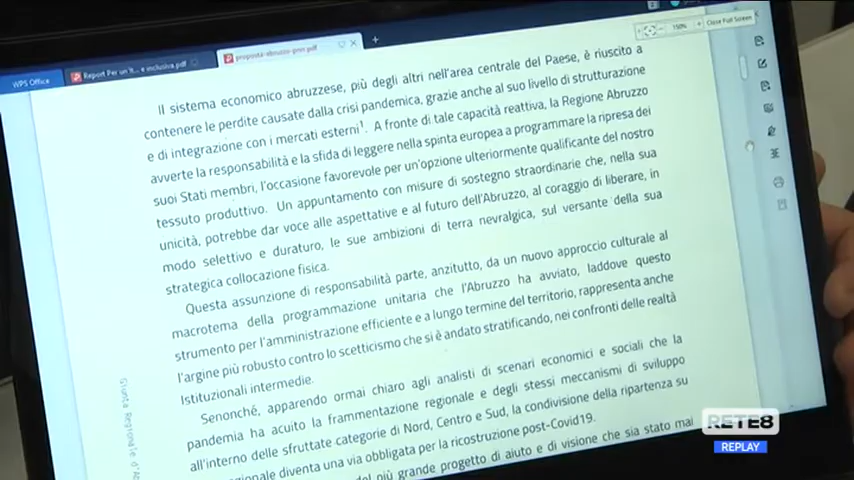 WPS Office
Report Per un'It... e inclusiva.pdf
proposta-abruzzo-pnrr.pdf
150%
Close Full Screen
Il sistema economico abruzzese, più degli altri nell'area centrale del Paese, è riuscito a
contenere le perdite causate dalla crisi pandemica, grazie anche al suo livello di strutturazione
e di integrazione con i mercati esterni¹. A fronte di tale capacità reattiva, la Regione Abruzzo
avverte la responsabilità e la sfida di leggere nella spinta europea a programmare la ripresa dei
suoi Stati membri, l'occasione favorevole per un'opzione ulteriormente qualificante del nostro
tessuto produttivo. Un appuntamento con misure di sostegno straordinarie che, nella sua
unicità, potrebbe dar voce alle aspettative e al futuro dell'Abruzzo, al coraggio di liberare, in
modo selettivo e duraturo, le sue ambizioni di terra nevralgica, sul versante della sua
strategica collocazione fisica.
Questa assunzione di responsabilità parte, anzitutto, da un nuovo approccio culturale al
macrotema della programmazione unitaria che l'Abruzzo ha avviato, laddove questo
strumento per l'amministrazione efficiente e a lungo termine del territorio, rappresenta anche
l'argine più robusto contro lo scetticismo che si è andato stratificando, nei confronti delle realtà
Istituzionali intermedie.
Senonché, apparendo ormai chiaro agli analisti di scenari economici e sociali che la
pandemia ha acuito la frammentazione regionale e degli stessi meccanismi di sviluppo
all'interno delle sfruttate categorie di Nord, Centro e Sud, la condivisione della ripartenza su
diventa una via obbligata per la ricostruzione post-Covid19.
del più grande progetto di aiuto e di visione che sia stato mai
Giunta Regionale d'A
RETE8
REPLAY